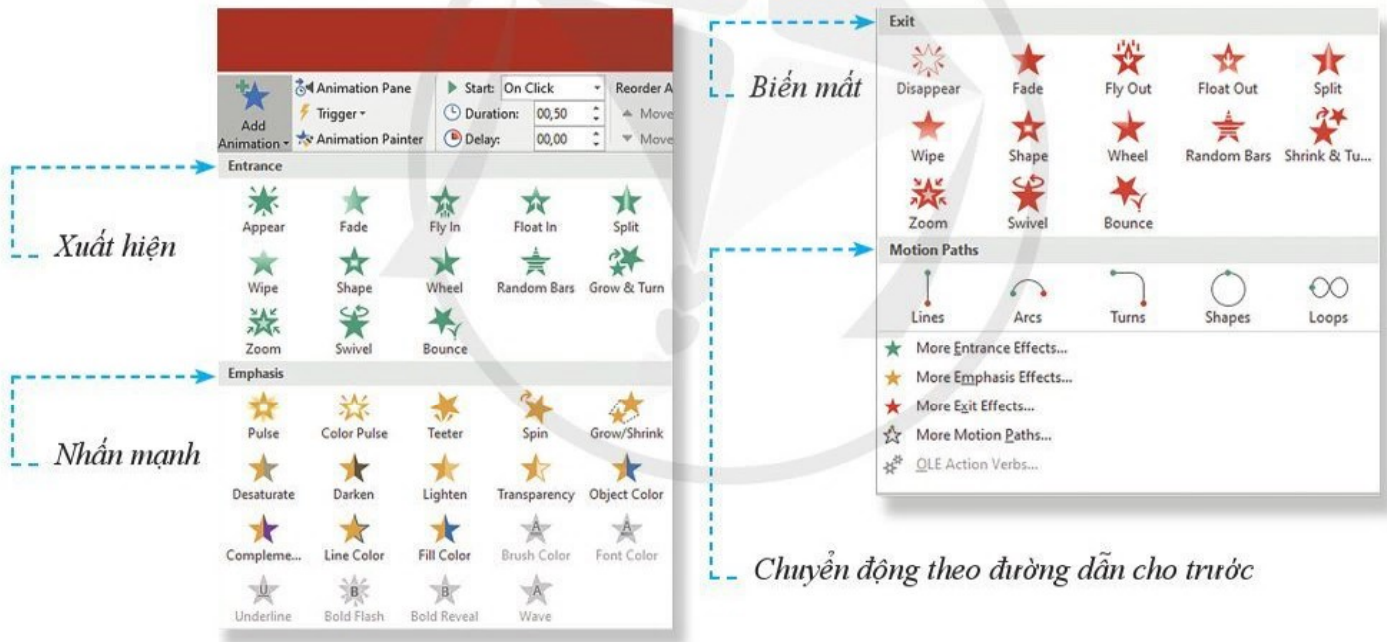 Animation Pane
Start: On Click
Reorder A
Trigger
Duration: 00,50
Move
Add Animation
Animation Painter
Delay: 00,00
Move
Entrance
Appear Fade Fly In Float In Split
Xuất hiện
Wipe Shape Wheel Random Bars Grow & Turn
Zoom Swivel Bounce
Emphasis
Pulse Color Pulse Teeter Spin Grow/Shrink
Nhấn mạnh
Desaturate Darken Lighten Transparency Object Color
Compleme... Line Color Fill Color Brush Color Font Color
Underline Bold Flash Bold Reveal Wave
Exit
Biến mất
Disappear Fade Fly Out Float Out Split
Wipe Shape Wheel Random Bars Shrink & Tu...
Zoom Swivel Bounce
Motion Paths
Lines Arcs Turns Shapes Loops
More Entrance Effects...
More Emphasis Effects...
More Exit Effects...
More Motion Paths...
OLE Action Verbs...
Chuyển động theo đường dẫn cho trước